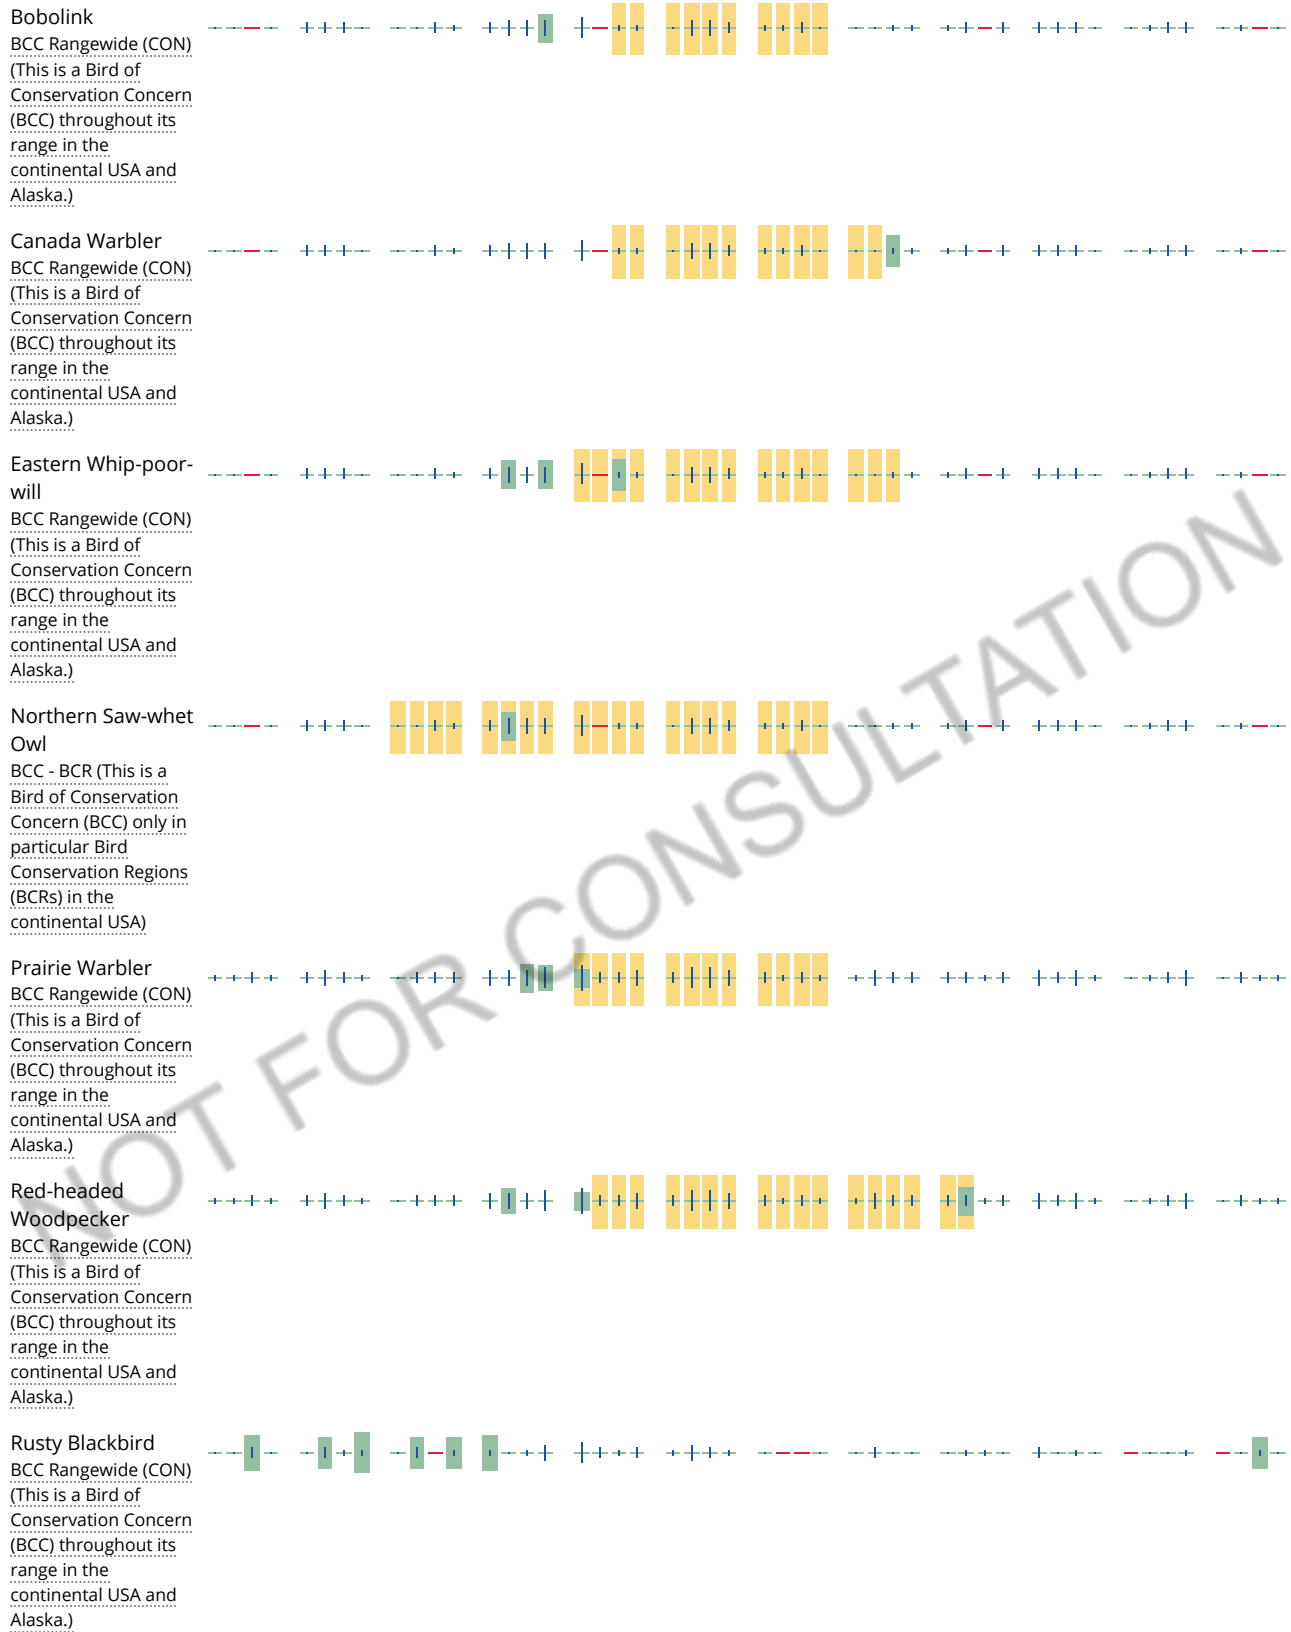 Bobolink
BCC Rangewide (CON)
(This is a Bird of
Conservation Concern
(BCC) throughout its
range in the
continental USA and
Alaska.)
Canada Warbler
BCC Rangewide (CON)
(This is a Bird of
Conservation Concern
(BCC) throughout its
range in the
continental USA and
Alaska.)
Eastern Whip-poor-
will
BCC Rangewide (CON)
(This is a Bird of
Conservation Concern
(BCC) throughout its
range in the
continental USA and
Alaska.)
Northern Saw-whet
Owl
BCC - BCR (This is a
Bird of Conservation
Concern (BCC) only in
particular Bird
Conservation Regions
(BCRs) in the
continental USA)
Prairie Warbler
BCC Rangewide (CON)
(This is a Bird of
Conservation Concern
(BCC) throughout its
range in the
continental USA and
Alaska.)
Red-headed
Woodpecker
BCC Rangewide (CON)
(This is a Bird of
Conservation Concern
(BCC) throughout its
range in the
continental USA and
Alaska.)
Rusty Blackbird
BCC Rangewide (CON)
(This is a Bird of
Conservation Concern
(BCC) throughout its
range in the
continental USA and
Alaska.)
NOT FOR CONSULTATION